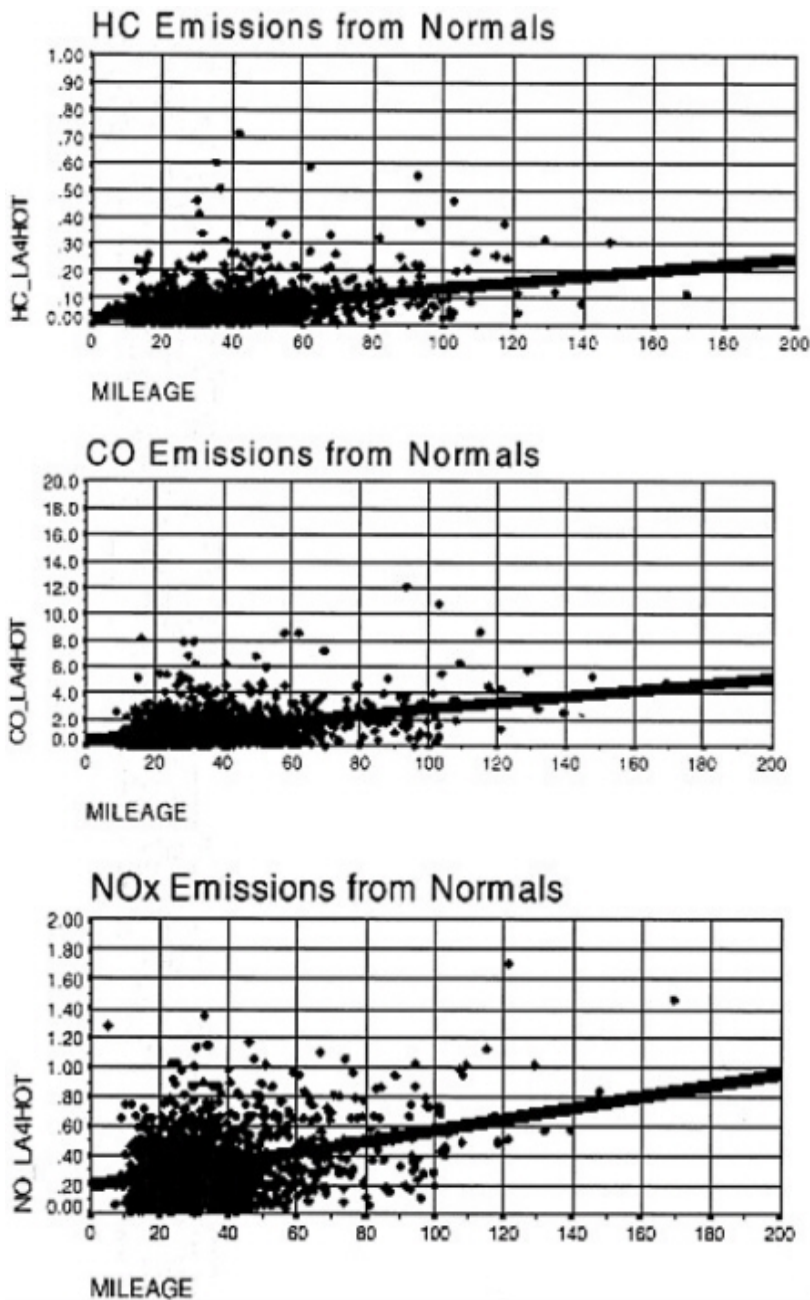 HC Emissions from Normals
1.00
.90
.80
.70
.60
.50
.40
.30
.20
.10
0.00
HC_LA4HOT
0 20 40 60 80 100 120 140 160 180 200
MILEAGE
CO Emissions from Normals
20.0
18.0
16.0
14.0
12.0
10.0
8.0
6.0
4.0
2.0
0.0
CO_LA4HOT
0 20 40 60 80 100 120 140 160 180 200
MILEAGE
NOx Emissions from Normals
2.00
1.80
1.60
1.40
1.20
1.00
.80
.60
.40
.20
0.00
NO_LA4HOT
0 20 40 60 80 100 120 140 160 180 200
MILEAGE